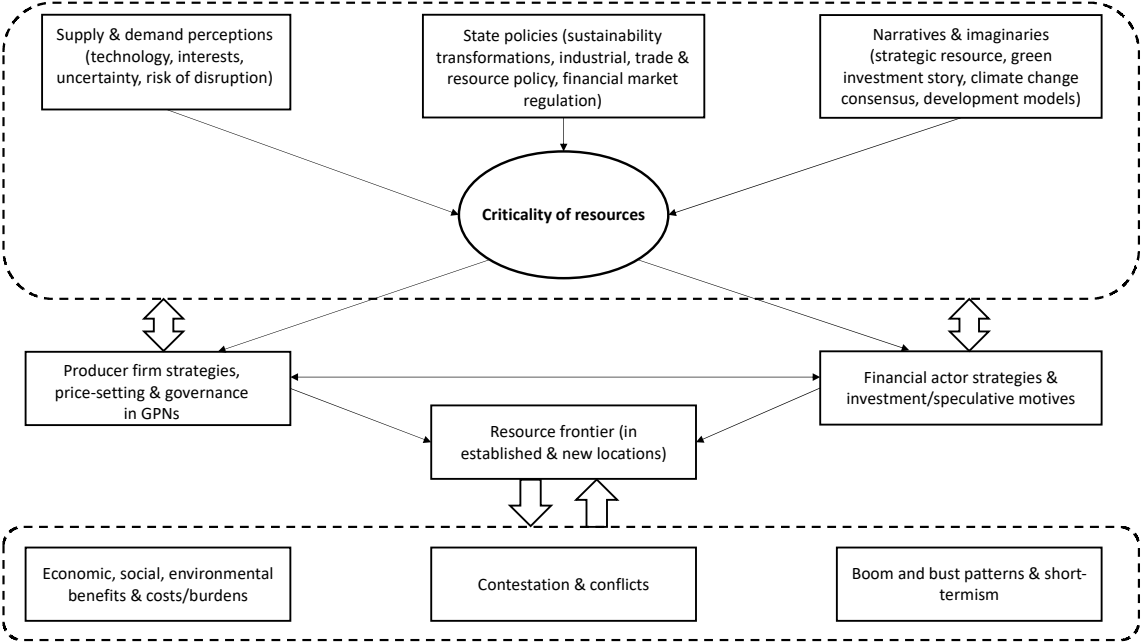 Supply & demand perceptions
(technology, interests,
uncertainty, risk of disruption)
State policies (sustainability
transformations, industrial, trade &
resource policy, financial market
regulation)
Narratives & imaginaries
(strategic resource, green
investment story, climate change
consensus, development models)
Criticality of resources
Producer firm strategies,
price-setting & governance
in GPNs
Financial actor strategies &
investment/speculative motives
Resource frontier (in
established & new locations)
Economic, social, environmental
benefits & costs/burdens
Contestation & conflicts
Boom and bust patterns & short-
termism